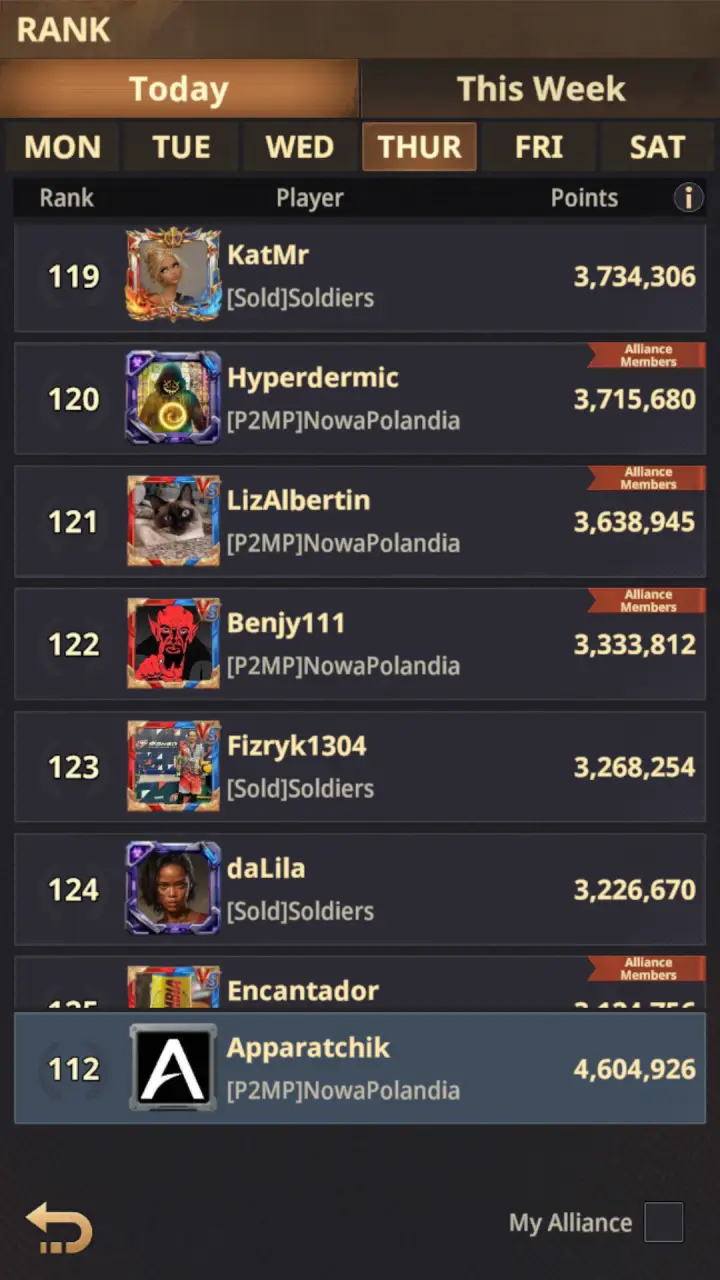 RANK
Today
This Week
MON
TUE
WED
THUR
FRI
SAT
Rank
Player
Points
119
KatMr
[Sold]Soldiers
3,734,306
120
Hyperdermic
[P2MP]NowaPolandia
Alliance
Members
3,715,680
121
LizAlbertin
[P2MP]NowaPolandia
Alliance
Members
3,638,945
122
Benjy111
[P2MP]NowaPolandia
Alliance
Members
3,333,812
123
Fizryk1304
[Sold]Soldiers
3,268,254
124
daLila
[Sold]Soldiers
3,226,670
Encantador
Alliance
Members
112
Apparatchik
[P2MP]NowaPolandia
4,604,926
My Alliance